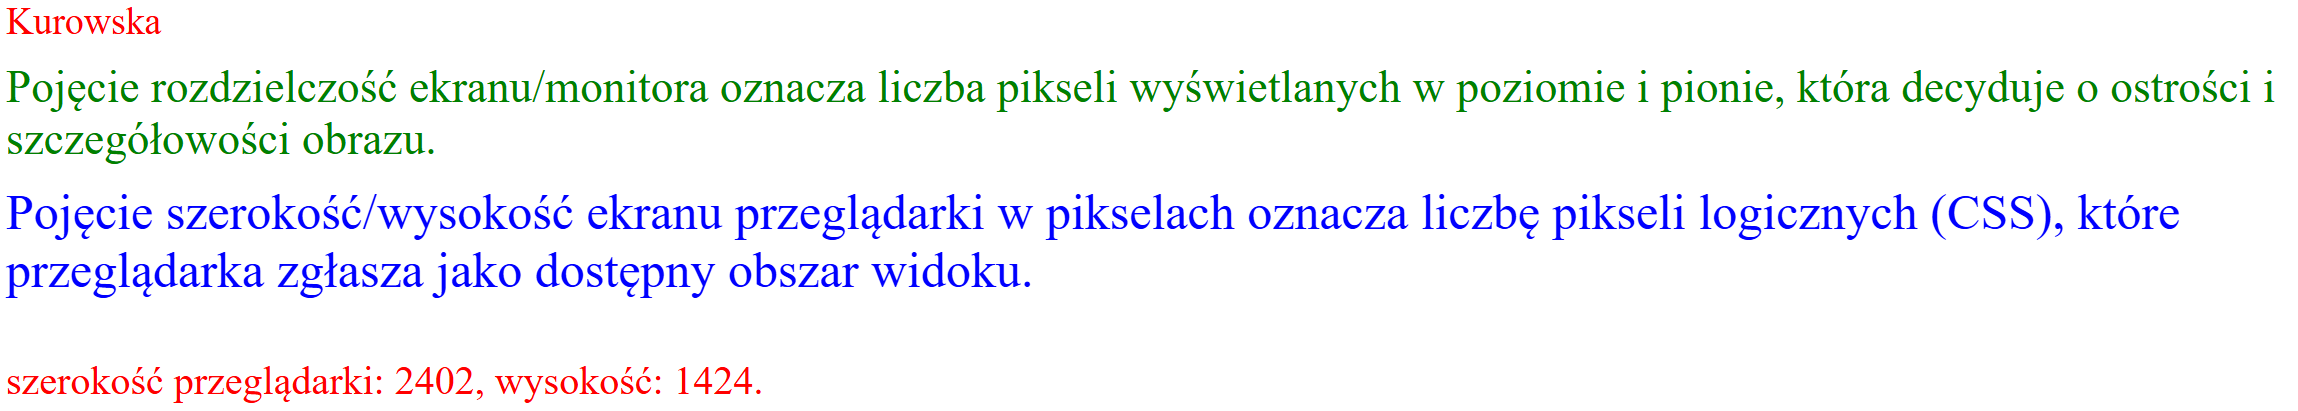 Kurowska
Pojęcie rozdzielczość ekranu/monitora oznacza liczba pikseli wyświetlanych w poziomie i pionie, która decyduje o ostrości i
szczegółowości obrazu.
Pojęcie szerokość/wysokość ekranu przeglądarki w pikselach oznacza liczbę pikseli logicznych (CSS), które
przeglądarka zgłasza jako dostępny obszar widoku.
szerokość przeglądarki: 2402, wysokość: 1424.